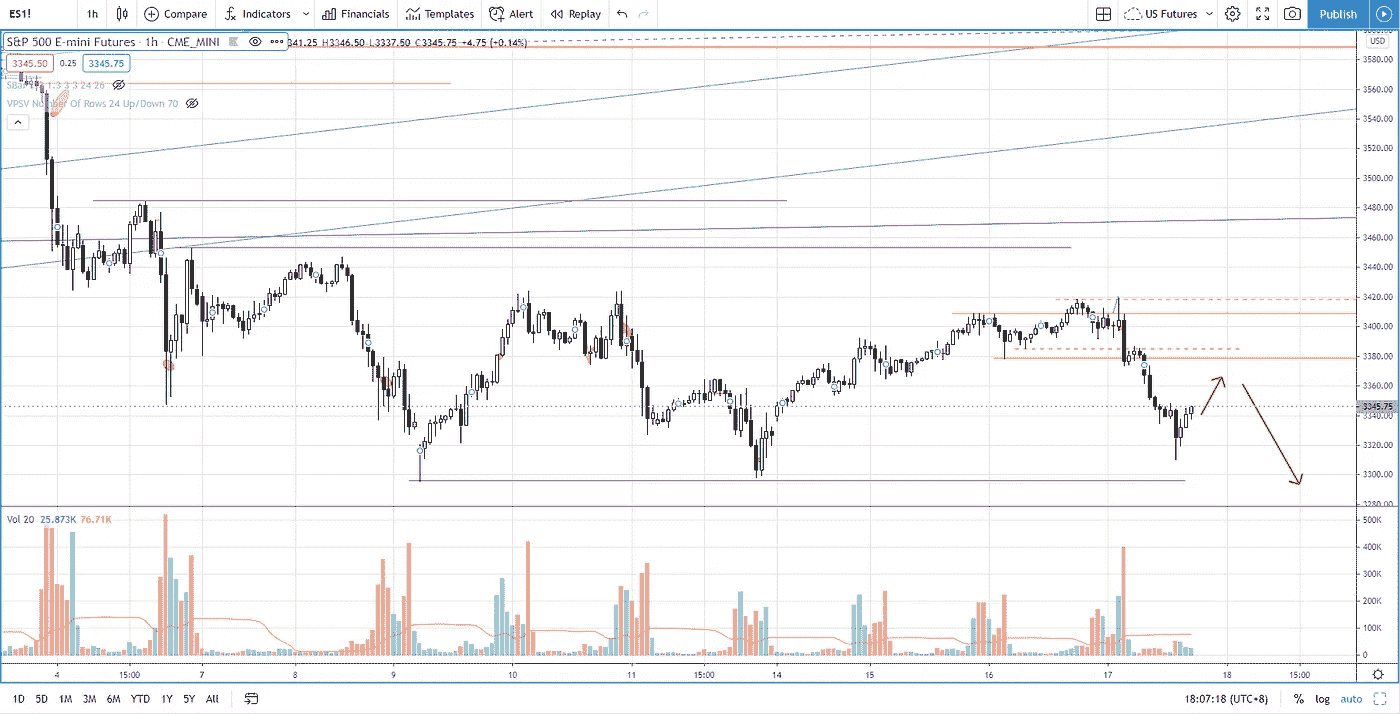 ES1! 1h Compare Indicators Financials Templates Alert Replay US Futures Publish
S&P 500 E-mini Futures · 1h · CME_MINI 341.25 H3346.50 L3337.50 C3345.75 +4.75 (+0.14%)
USD
3345.50 0.25 3345.75
3 3 24 26
VPSV Number Of Rows 24 Up/Down 70
3580.00
3560.00
3540.00
3520.00
3500.00
3480.00
3460.00
3440.00
3420.00
3400.00
3380.00
3360.00
3345.75
3340.00
3320.00
3300.00
3280.00
Vol 20 25.873K 76.71K
500K
400K
300K
200K
100K
0
4 15:00 7 8 9 10 11 15:00 14 15 16 17 18 15:00
1D 5D 1M 3M 6M YTD 1Y 5Y All 18:07:18 (UTC+8) % log auto